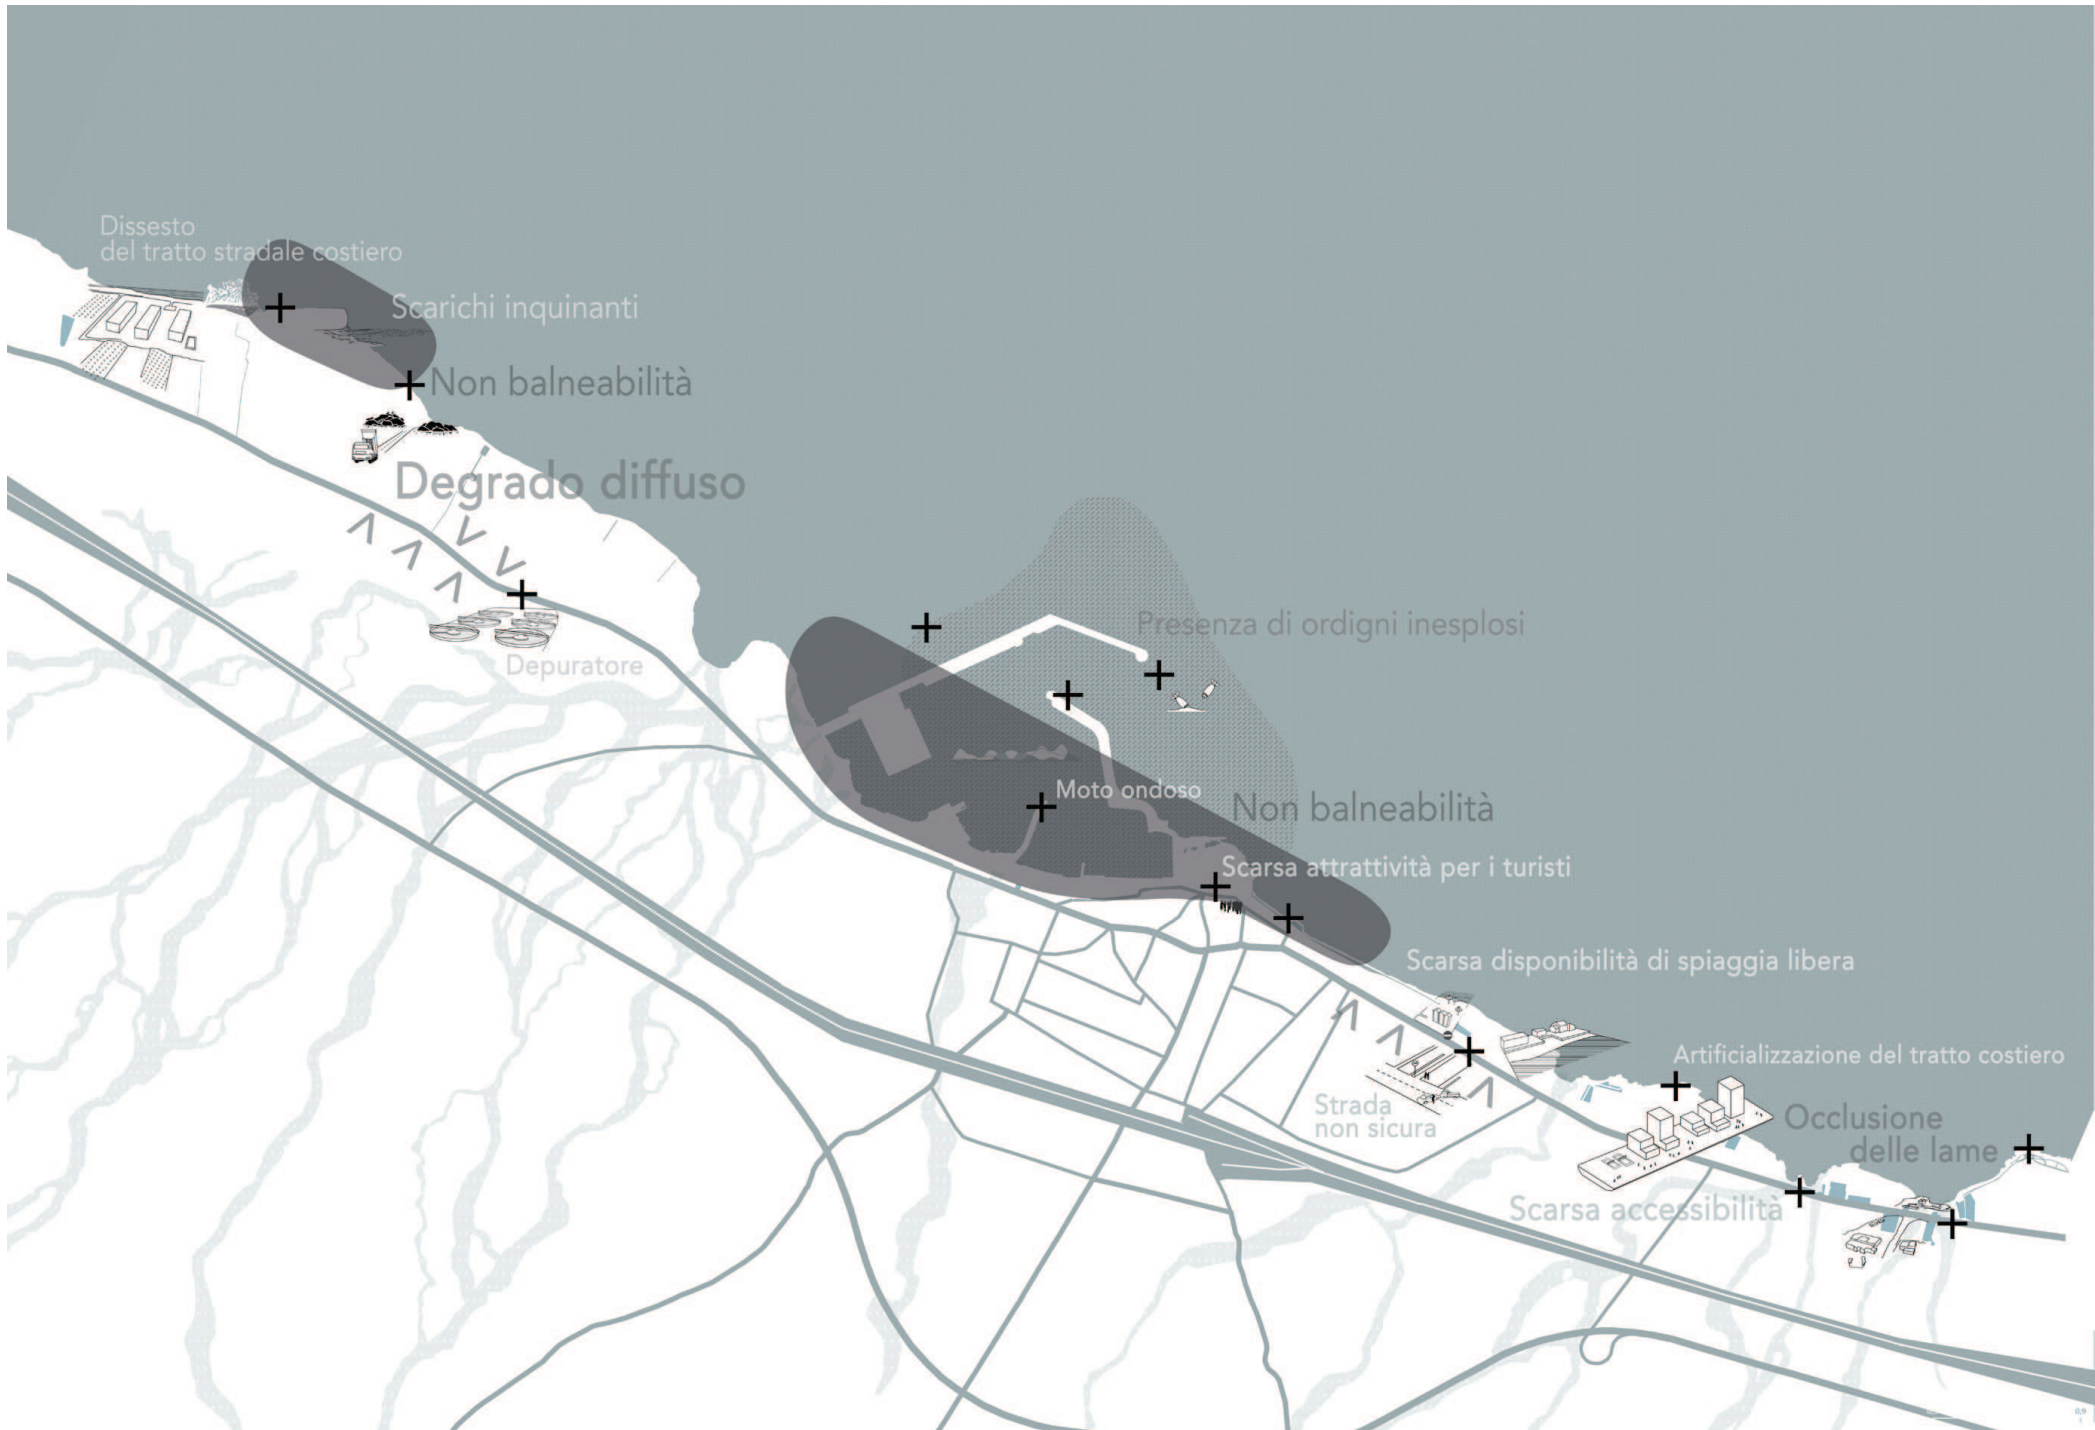 Dissesto
del tratto stradale costiero
Scarichi inquinanti
Non balneabilità
Degrado diffuso
Presenza di ordigni inesplosi
Depuratore
Moto ondoso
Non balneabilità
Scarsa attrattività per i turisti
Scarsa disponibilità di spiaggia libera
Artificializzazione del tratto costiero
Strada
non sicura
Occlusione
delle lame
Scarsa accessibilità
0,9